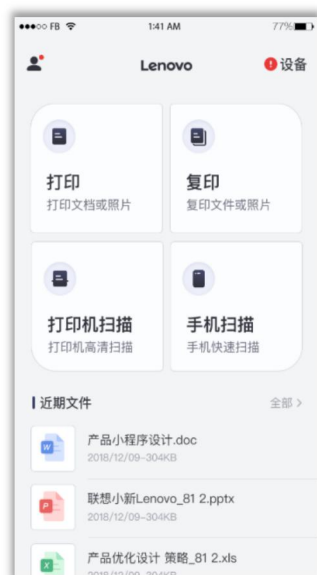 FB 1:41 AM 77%
Lenovo
设备
打印
打印文档或照片
复印
复印文件或照片
打印机扫描
打印机高清扫描
手机扫描
手机快速扫描
近期文件 全部 >
W
产品小程序设计.doc
2018/12/09-304KB
P
联想小新Lenovo_81 2.pptx
2018/12/09-304KB
X
产品优化设计 策略_81 2.xls
2018/12/09-304KB